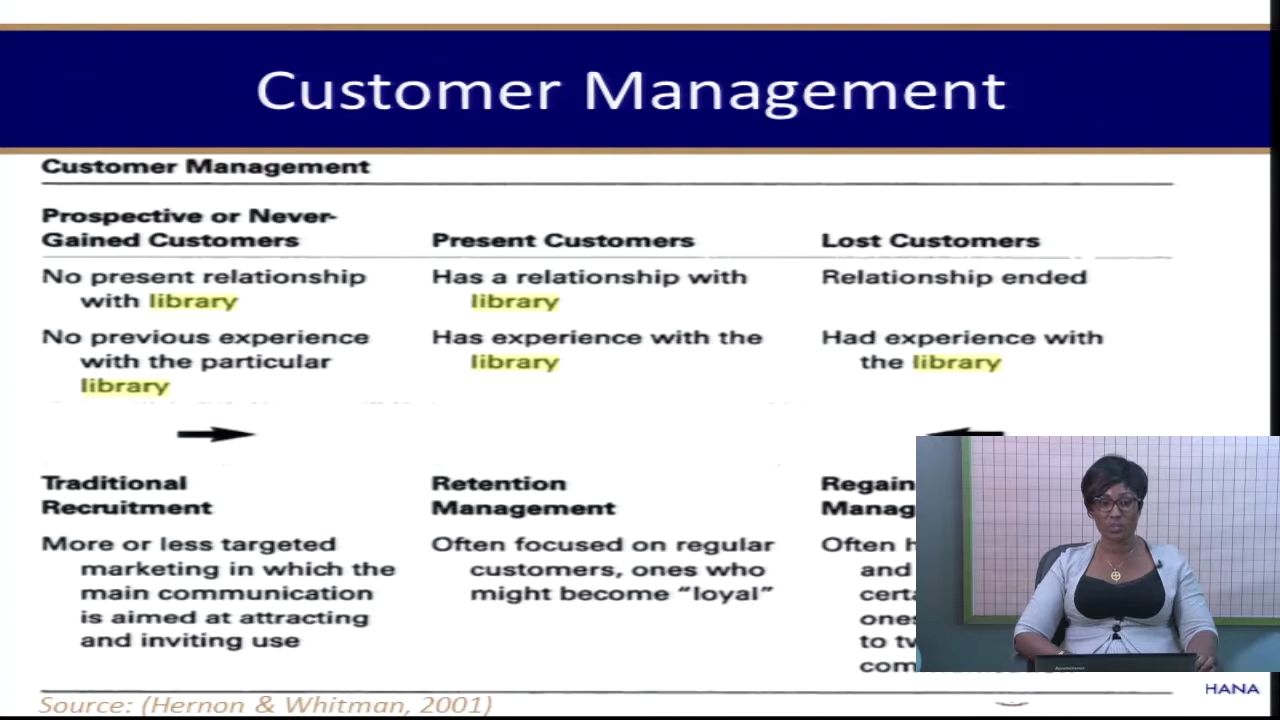 Customer Management
Customer Management
Prospective or Never-
Gained Customers
Present Customers
Lost Customers
No present relationship
with library
Has a relationship with
library
Relationship ended
No previous experience
with the particular
library
Has experience with the
library
Had experience with
the library
Traditional
Recruitment
Retention
Management
Regain
Manag
More or less targeted
marketing in which the
main communication
is aimed at attracting
and inviting use
Often focused on regular
customers, ones who
might become "loyal"
Often
and
to
Source: (Hernon & Whitman, 2001)
HANA